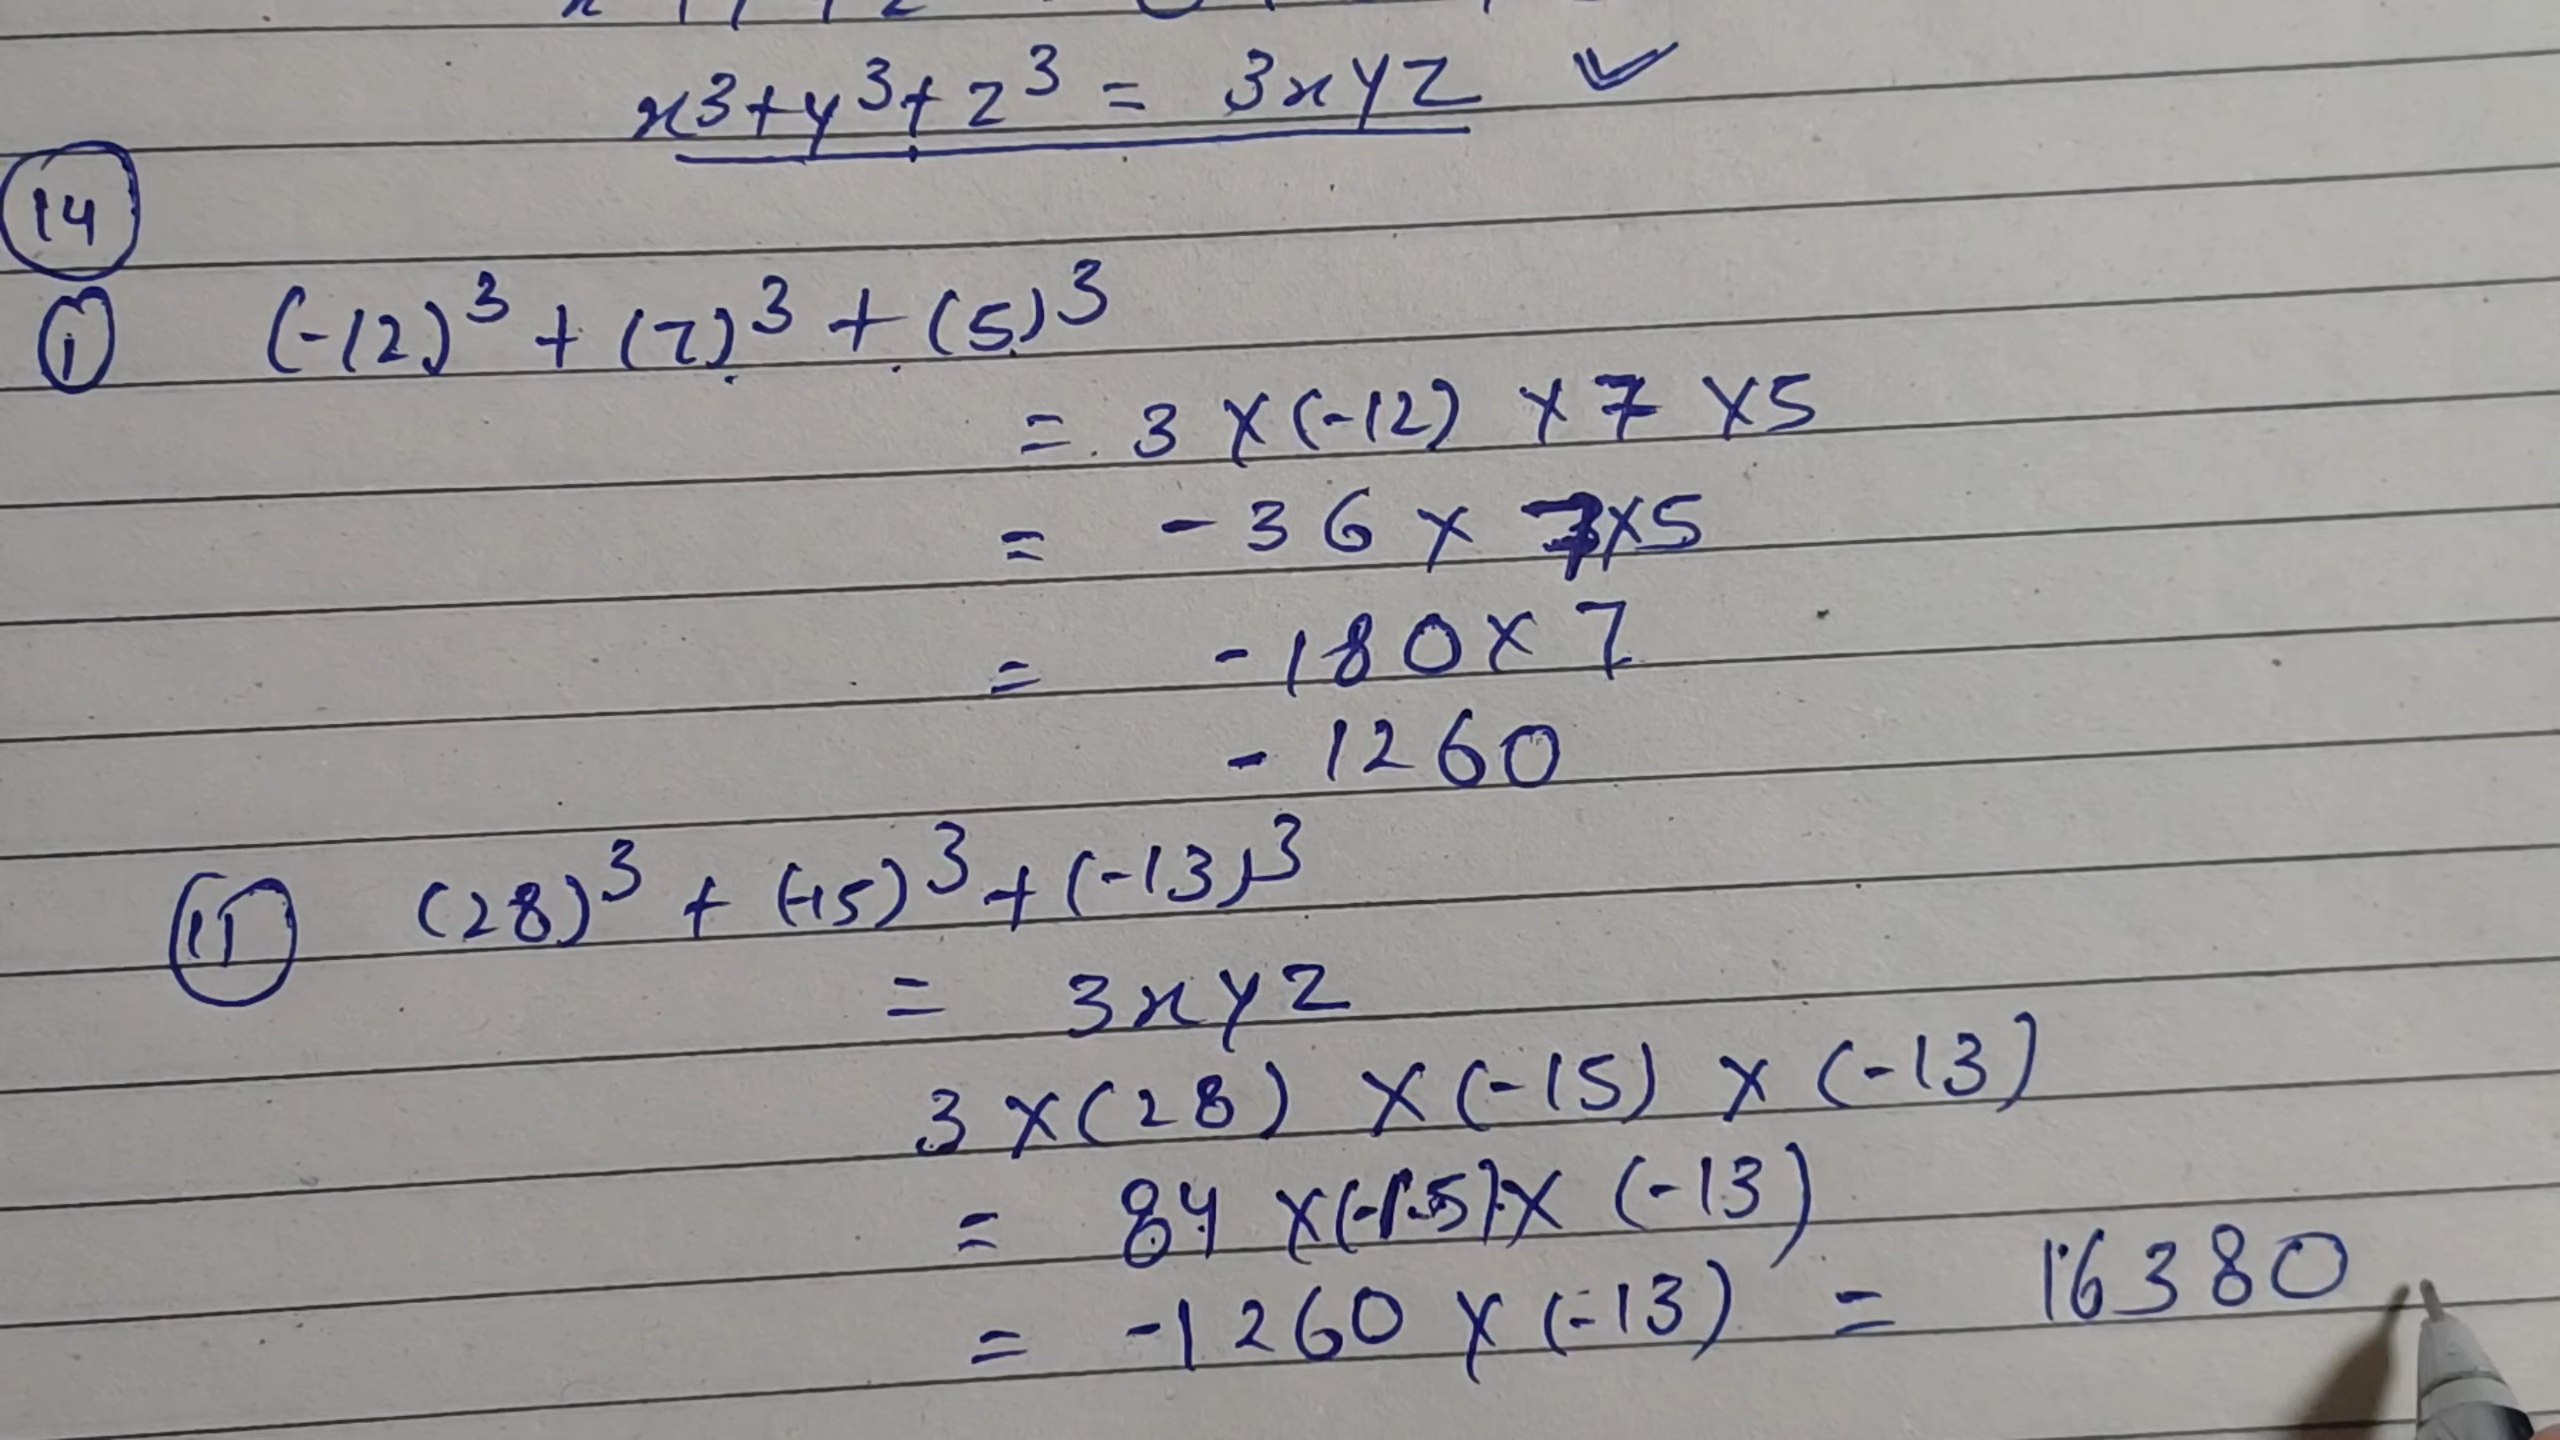 x³+y³+z³ = 3xyz ✓
14
i (-12)³ + (7)³ + (5)³
= 3 × (-12) × 7 × 5
= -36 × 7×5
= -180 × 7
- 1260
ii (28)³ + (-15)³ + (-13)³
= 3xyz
3 × (28) × (-15) × (-13)
= 84 × (-15) × (-13)
= -1260 × (-13) = 16380